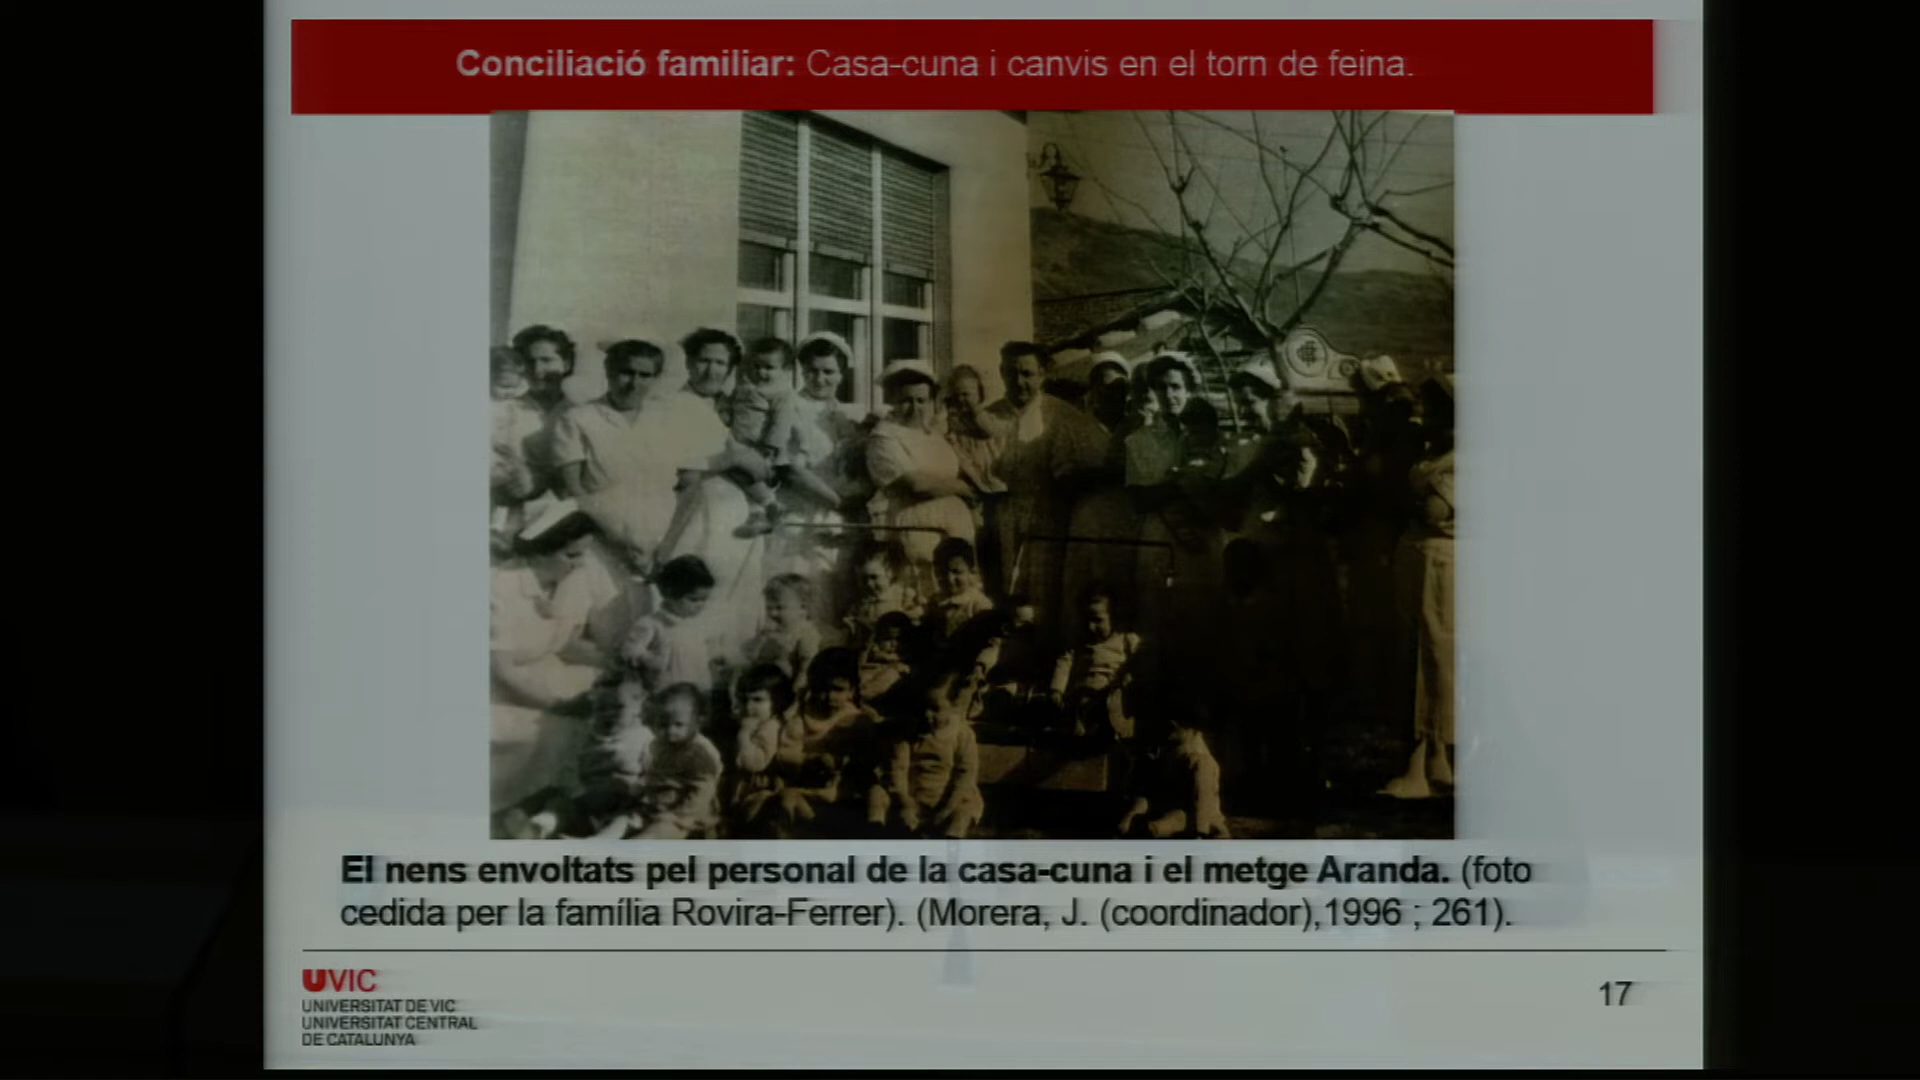 Conciliació familiar: Casa-cuna i canvis en el torn de feina.
El nens envoltats pel personal de la casa-cuna i el metge Aranda. (foto
cedida per la família Rovira-Ferrer). (Morera, J. (coordinador),1996 ; 261).
UVIC
UNIVERSITAT DE VIC
UNIVERSITAT CENTRAL
DE CATALUNYA
17